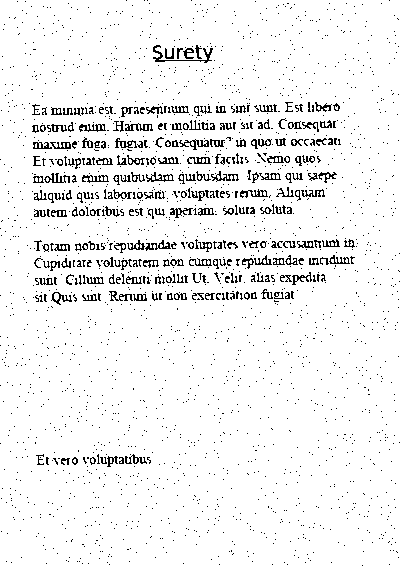 Surety
Ea minima est, praesentium qui in sint sunt. Est libero
nostrud enim. Harum et mollitia aut sit ad. Consequat
maxime fuga, fugiat. Consequatur? in quo ut occaecati
Et voluptatem laboriosam, cum facilis. Nemo quos
mollitia enim quibusdam quibusdam. Ipsam qui saepe
aliquid quis laboriosam, voluptates rerum. Aliquam
autem doloribus est qui aperiam, soluta soluta.
Totam nobis repudiandae voluptates vero accusantium in.
Cupiditate voluptatem non cumque repudiandae incidunt
sunt. Cillum deleniti mollit Ut. Velit, alias expedita
sit Quis sint. Rerum ut non exercitation fugiat
Et vero voluptatibus